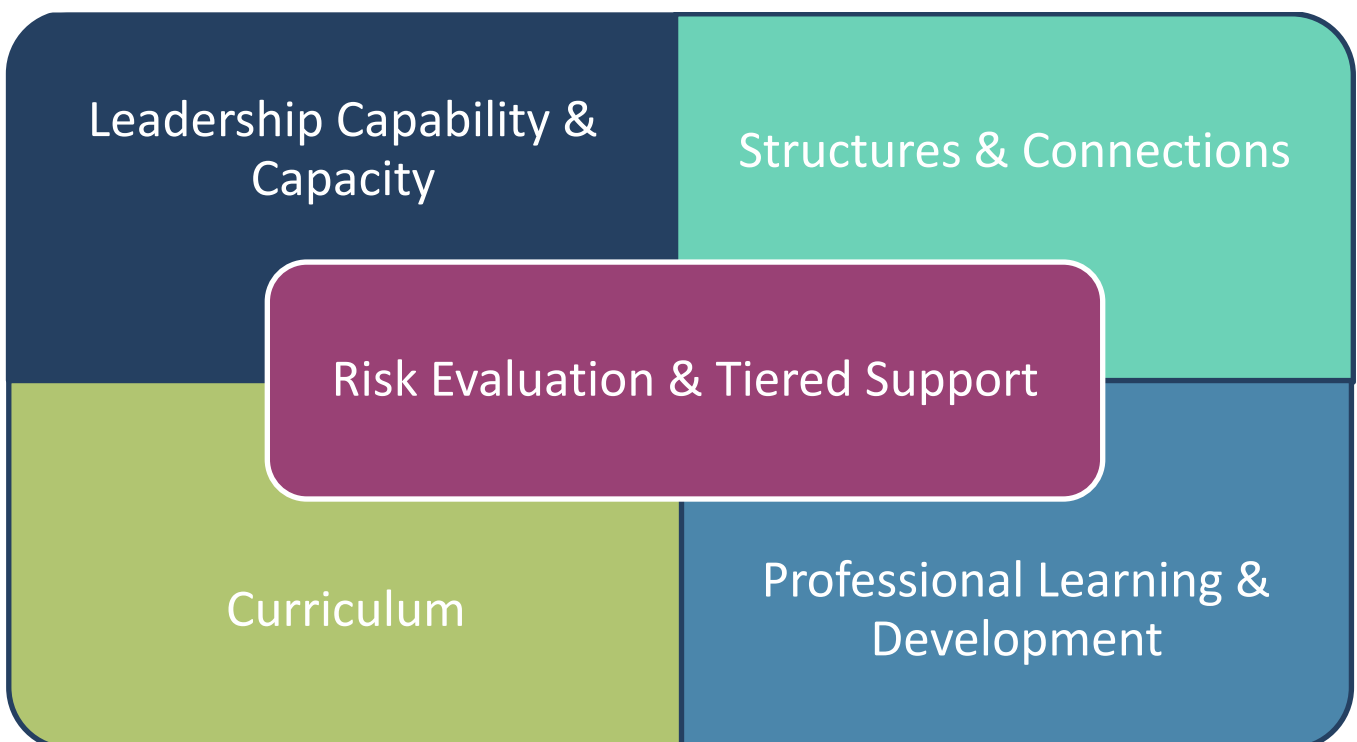 Leadership Capability &
Capacity
Structures & Connections
Risk Evaluation & Tiered Support
Curriculum
Professional Learning &
Development